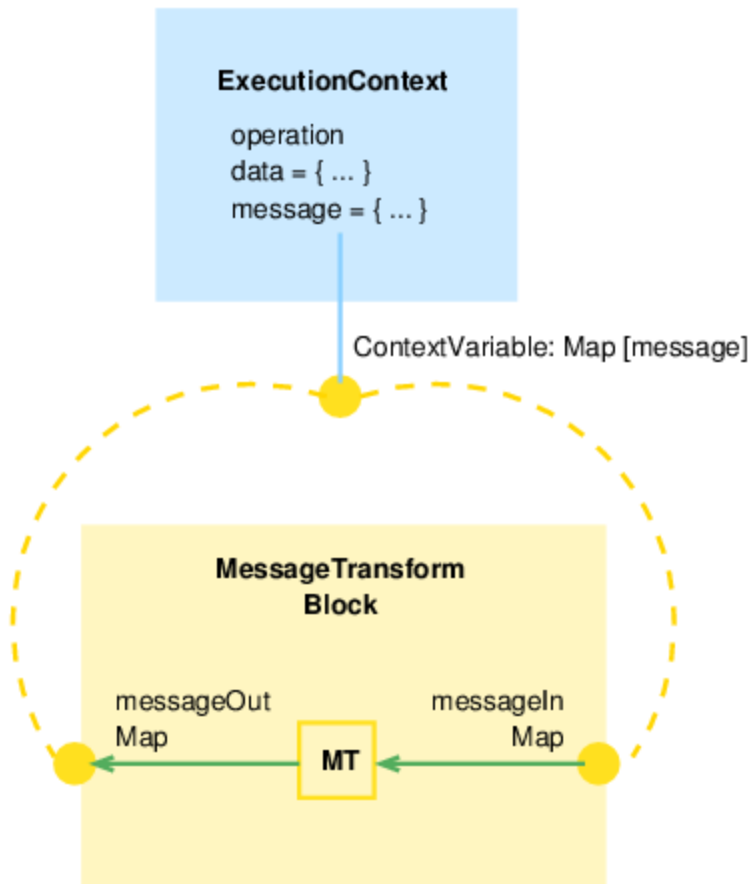 ExecutionContext
operation
data = { ... }
message = { ... }
ContextVariable: Map [message]
MessageTransform
Block
messageOut
Map
messageIn
Map
MT